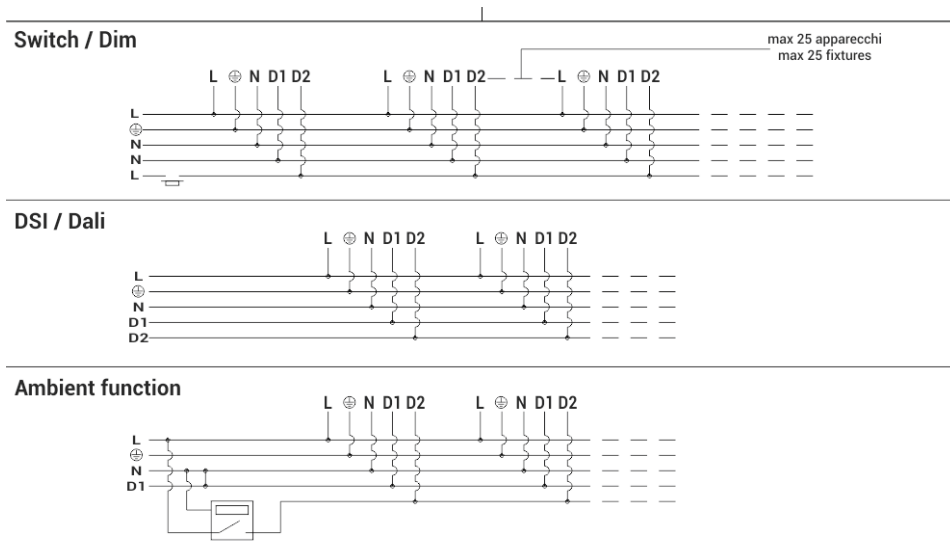 Switch / Dim
max 25 apparecchi
max 25 fixtures
L ⏚ N D1 D2 L ⏚ N D1 D2 L ⏚ N D1 D2
L
⏚
N
N
L
DSI / Dali
L ⏚ N D1 D2 L ⏚ N D1 D2
L
⏚
N
D1
D2
Ambient function
L ⏚ N D1 D2 L ⏚ N D1 D2
L
⏚
N
D1